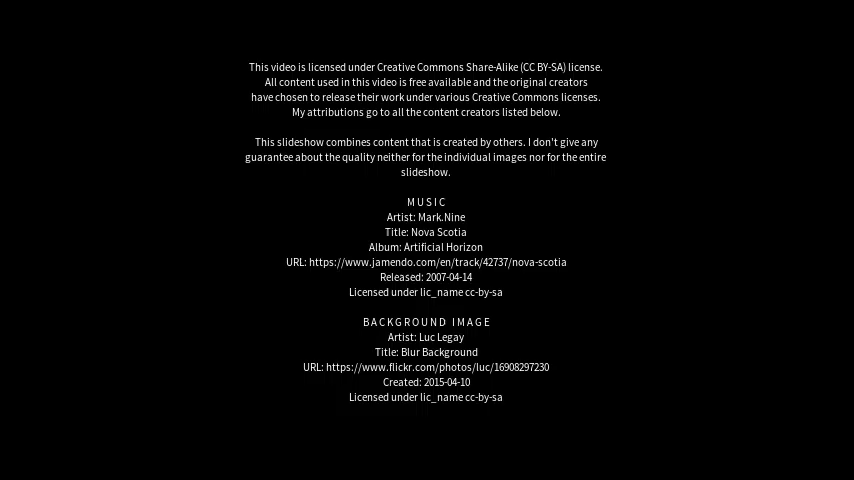 This video is licensed under Creative Commons Share-Alike (CC BY-SA) license.
All content used in this video is free available and the original creators
have chosen to release their work under various Creative Commons licenses.
My attributions go to all the content creators listed below.
This slideshow combines content that is created by others. I don't give any
guarantee about the quality neither for the individual images nor for the entire
slideshow.
MUSIC
Artist: Mark.Nine
Title: Nova Scotia
Album: Artificial Horizon
URL: https://www.jamendo.com/en/track/42737/nova-scotia
Released: 2007-04-14
Licensed under lic_name cc-by-sa
BACKGROUND IMAGE
Artist: Luc Legay
Title: Blur Background
URL: https://www.flickr.com/photos/luc/16908297230
Created: 2015-04-10
Licensed under lic_name cc-by-sa